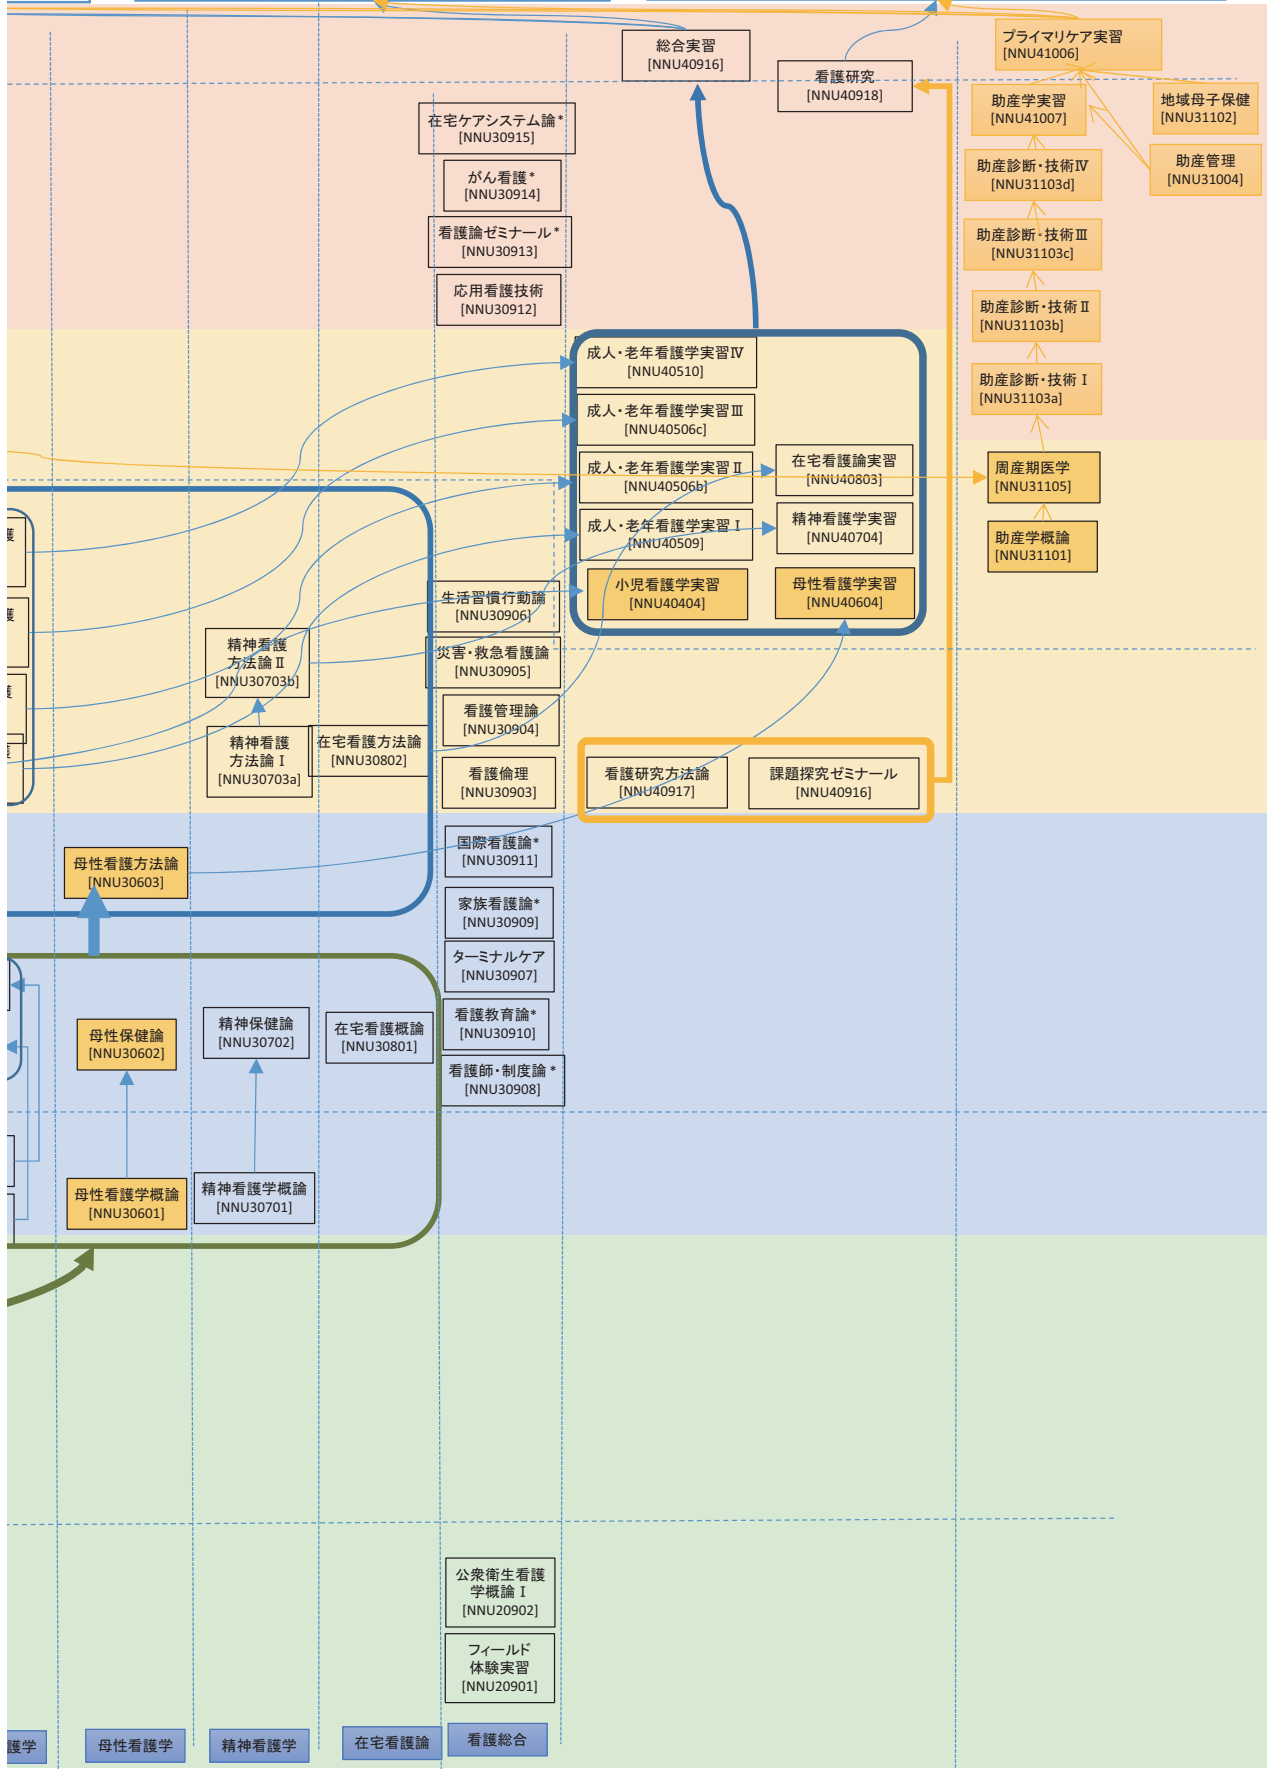 総合実習
[NNU40916]
看護研究
[NNU40918]
プライマリケア実習
[NNU41006]
助産学実習
[NNU41007]
地域母子保健
[NNU31102]
助産管理
[NNU31004]
助産診断・技術Ⅳ
[NNU31103d]
助産診断・技術Ⅲ
[NNU31103c]
助産診断・技術Ⅱ
[NNU31103b]
助産診断・技術Ⅰ
[NNU31103a]
周産期医学
[NNU31105]
助産学概論
[NNU31101]
在宅ケアシステム論*
[NNU30915]
がん看護*
[NNU30914]
看護論ゼミナール*
[NNU30913]
応用看護技術
[NNU30912]
成人・老年看護学実習Ⅳ
[NNU40510]
成人・老年看護学実習Ⅲ
[NNU40506c]
成人・老年看護学実習Ⅱ
[NNU40506b]
成人・老年看護学実習Ⅰ
[NNU40509]
小児看護学実習
[NNU40404]
在宅看護論実習
[NNU40803]
精神看護学実習
[NNU40704]
母性看護学実習
[NNU40604]
護
護
護
護
精神看護
方法論Ⅱ
[NNU30703b]
精神看護
方法論Ⅰ
[NNU30703a]
在宅看護方法論
[NNU30802]
生活習慣行動論
[NNU30906]
災害・救急看護論
[NNU30905]
看護管理論
[NNU30904]
看護倫理
[NNU30903]
看護研究方法論
[NNU40917]
課題探究ゼミナール
[NNU40916]
母性看護方法論
[NNU30603]
国際看護論*
[NNU30911]
家族看護論*
[NNU30909]
ターミナルケア
[NNU30907]
看護教育論*
[NNU30910]
看護師・制度論*
[NNU30908]
母性保健論
[NNU30602]
精神保健論
[NNU30702]
在宅看護概論
[NNU30801]
母性看護学概論
[NNU30601]
精神看護学概論
[NNU30701]
公衆衛生看護
学概論Ⅰ
[NNU20902]
フィールド
体験実習
[NNU20901]
護学
母性看護学
精神看護学
在宅看護論
看護総合